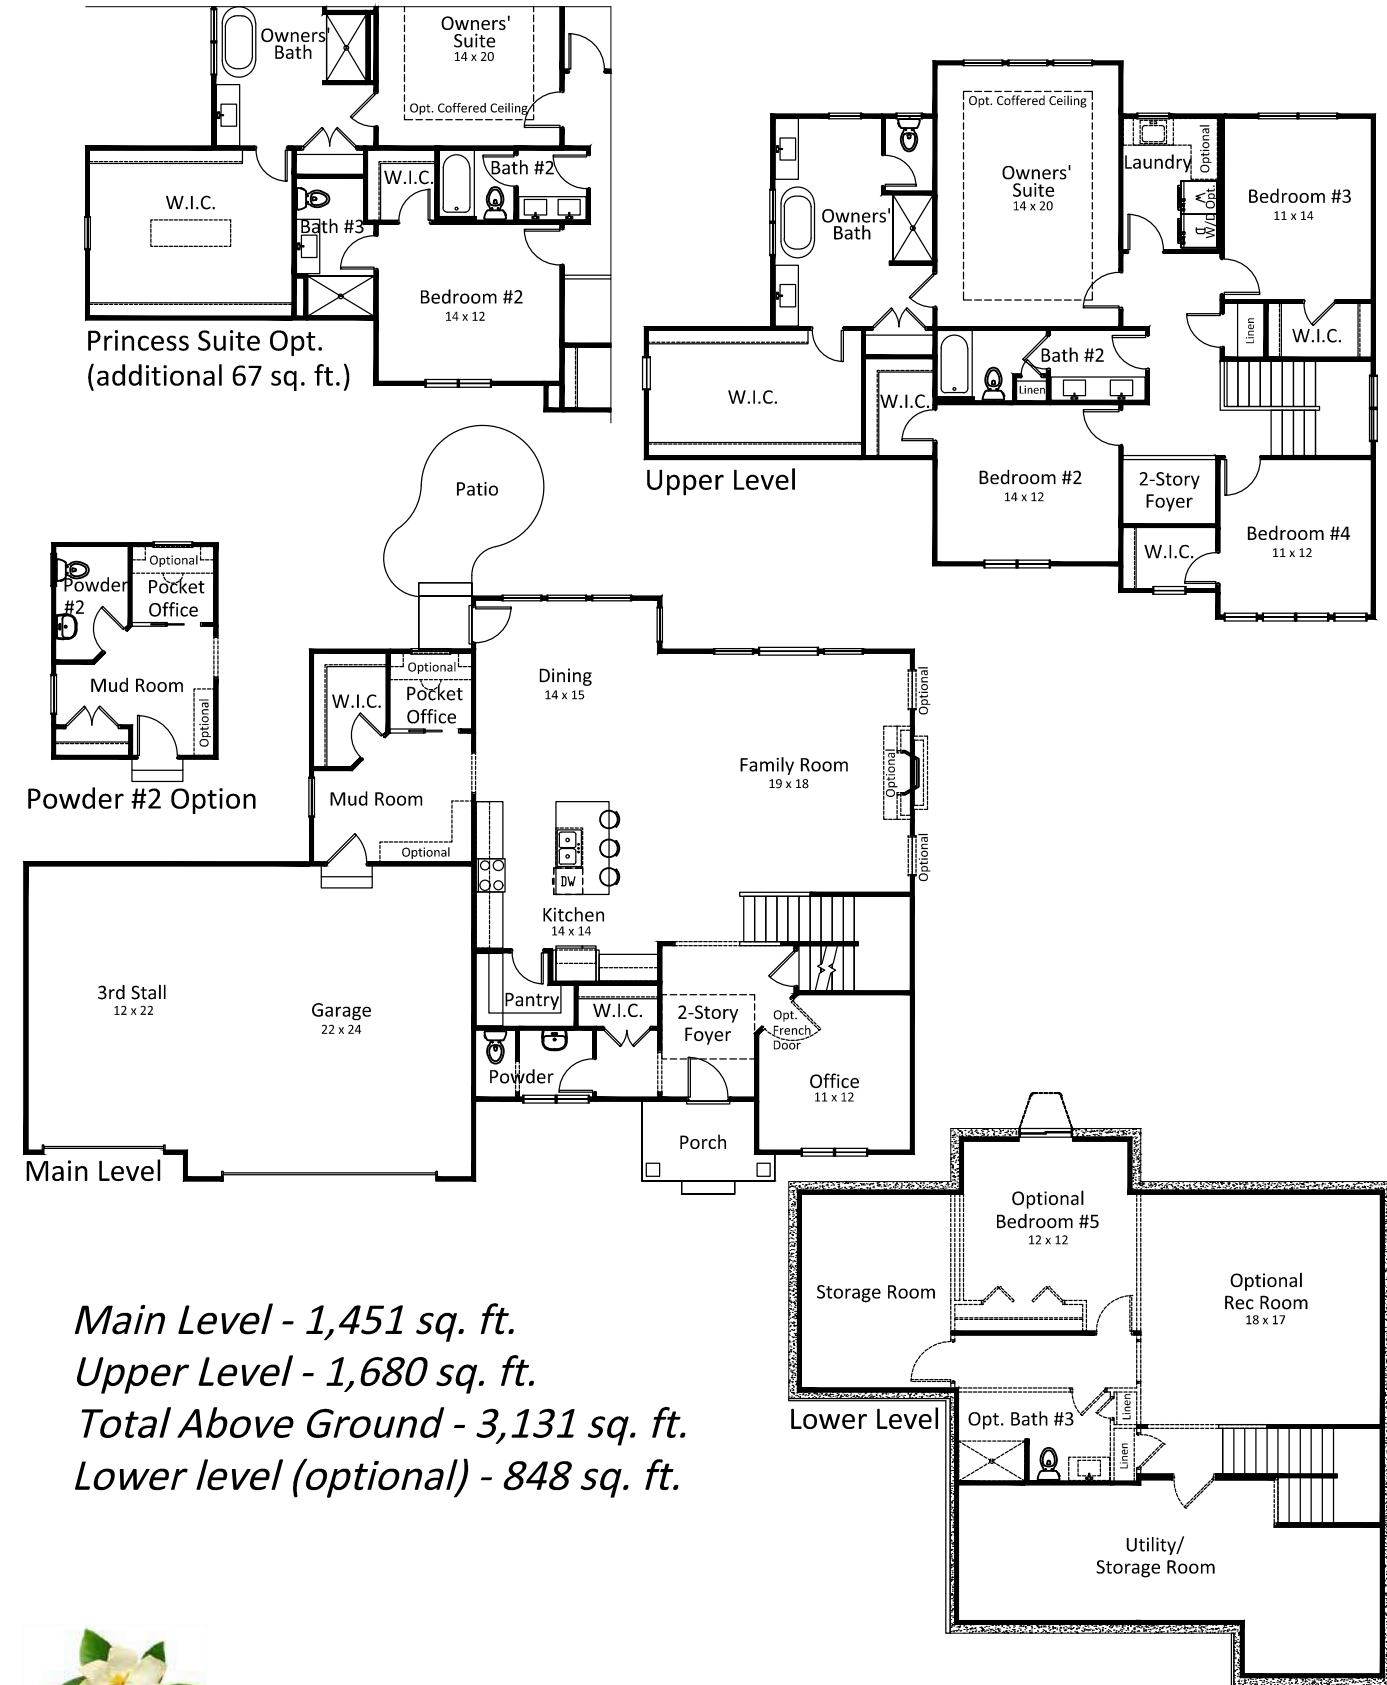 Owners'
Bath
Owners'
Suite
14 x 20
Opt. Coffered Ceiling
W.I.C.
W.I.C.
Bath #2
Bath #3
Bedroom #2
14 x 12
Princess Suite Opt.
(additional 67 sq. ft.)
Opt. Coffered Ceiling
Owners'
Suite
14 x 20
Owners'
Bath
Laundry
Optional
W
D
W/D Opt.
Bedroom #3
11 x 14
Linen
W.I.C.
Bath #2
Linen
W.I.C.
W.I.C.
Bedroom #2
14 x 12
2-Story
Foyer
W.I.C.
Bedroom #4
11 x 12
Upper Level
Patio
Powder
#2
Optional
Pocket
Office
Mud Room
Optional
Powder #2 Option
W.I.C.
Optional
Pocket
Office
Mud Room
Optional
Dining
14 x 15
Family Room
19 x 18
Optional
Optional
Optional
DW
Kitchen
14 x 14
Pantry
W.I.C.
2-Story
Foyer
Opt.
French
Door
Powder
Office
11 x 12
Porch
3rd Stall
12 x 22
Garage
22 x 24
Main Level
Optional
Bedroom #5
12 x 12
Storage Room
Optional
Rec Room
18 x 17
Opt. Bath #3
Linen
Linen
Utility/
Storage Room
Lower Level
Main Level - 1,451 sq. ft.
Upper Level - 1,680 sq. ft.
Total Above Ground - 3,131 sq. ft.
Lower level (optional) - 848 sq. ft.